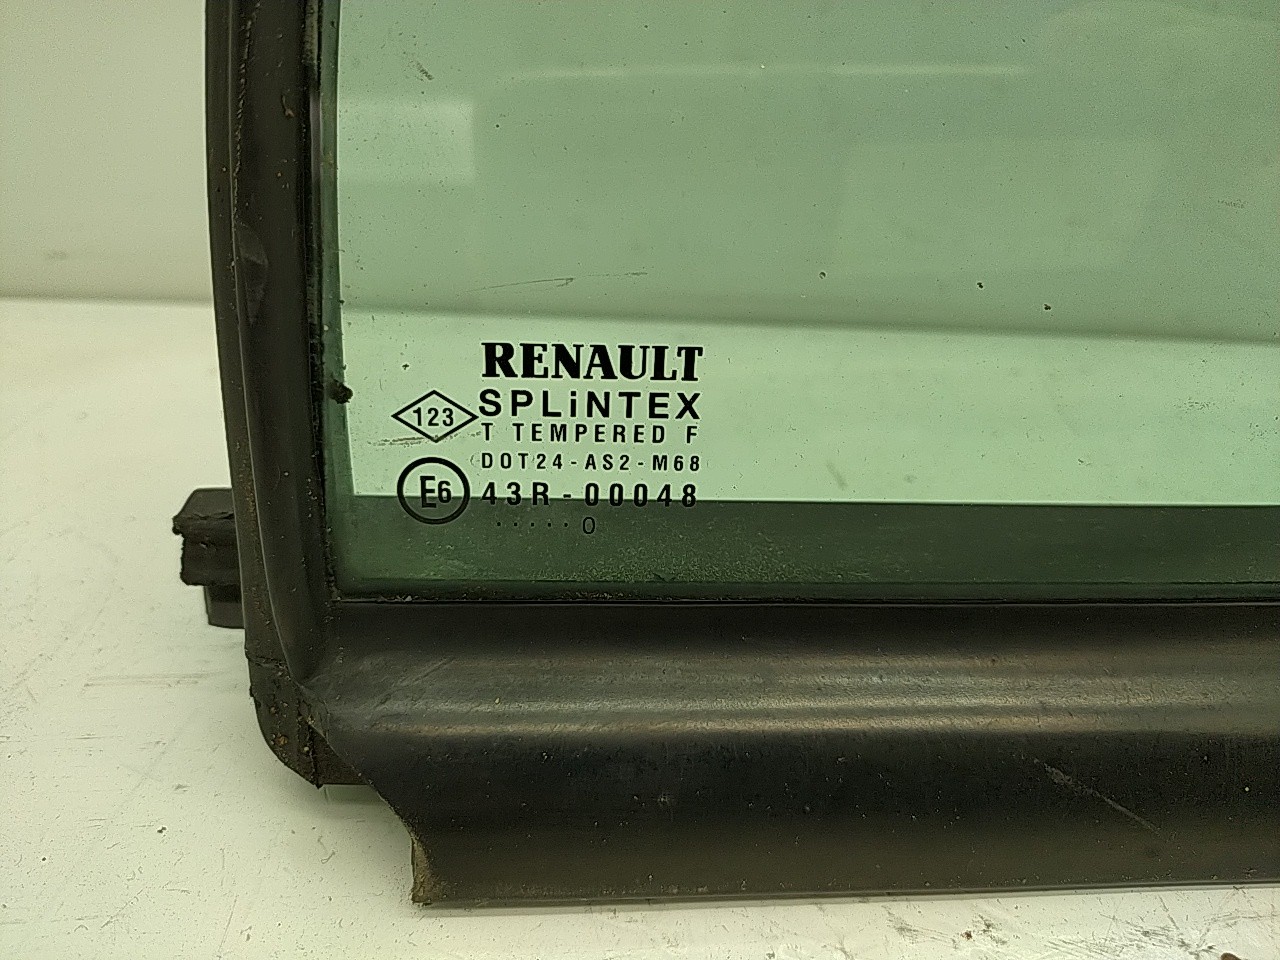 RENAULT
123 SPLiNTEX
T TEMPERED F
DOT24-AS2-M68
E6 43R-00048
.....0